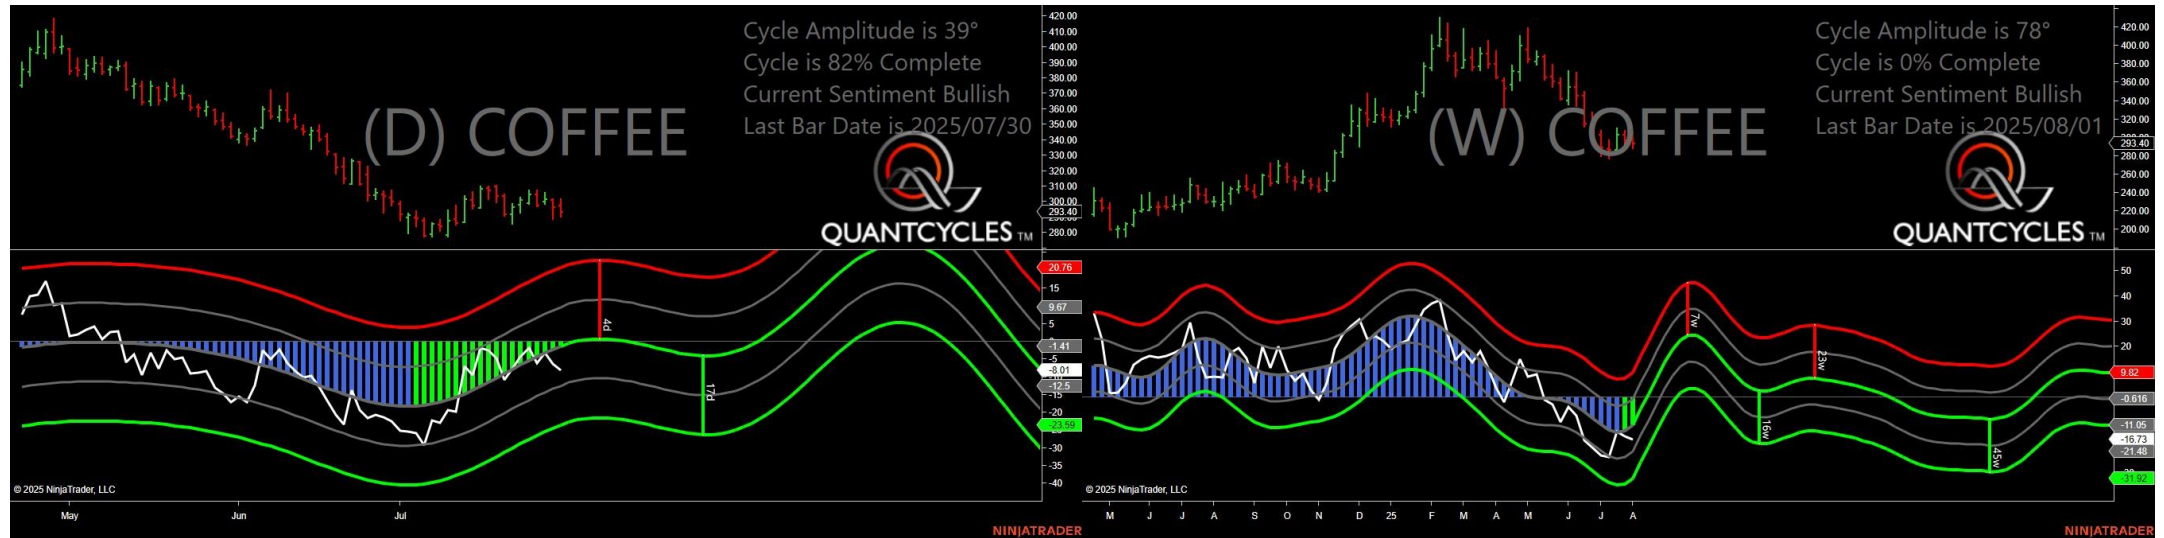 Cycle Amplitude is 39°
Cycle is 82% Complete
Current Sentiment Bullish
Last Bar Date is 2025/07/30
(D) COFFEE
QUANTCYCLES TM
420.00
410.00
400.00
390.00
380.00
370.00
360.00
350.00
340.00
330.00
320.00
310.00
300.00
293.40
280.00
20.76
15
9.67
5
-1.41
-5
-8.01
-12.5
-15
-20
-23.59
-30
-35
-40
4d
17d
© 2025 NinjaTrader, LLC
May Jun Jul
NINJATRADER
Cycle Amplitude is 78°
Cycle is 0% Complete
Current Sentiment Bullish
Last Bar Date is 2025/08/01
(W) COFFEE
QUANTCYCLES TM
420.00
400.00
380.00
360.00
340.00
320.00
293.40
280.00
260.00
240.00
220.00
200.00
50
40
30
20
9.82
-0.616
-11.05
-16.73
-21.48
-31.92
7w
23w
16w
45w
© 2025 NinjaTrader, LLC
M J J A S O N D 25 F M A M J J A
NINJATRADER